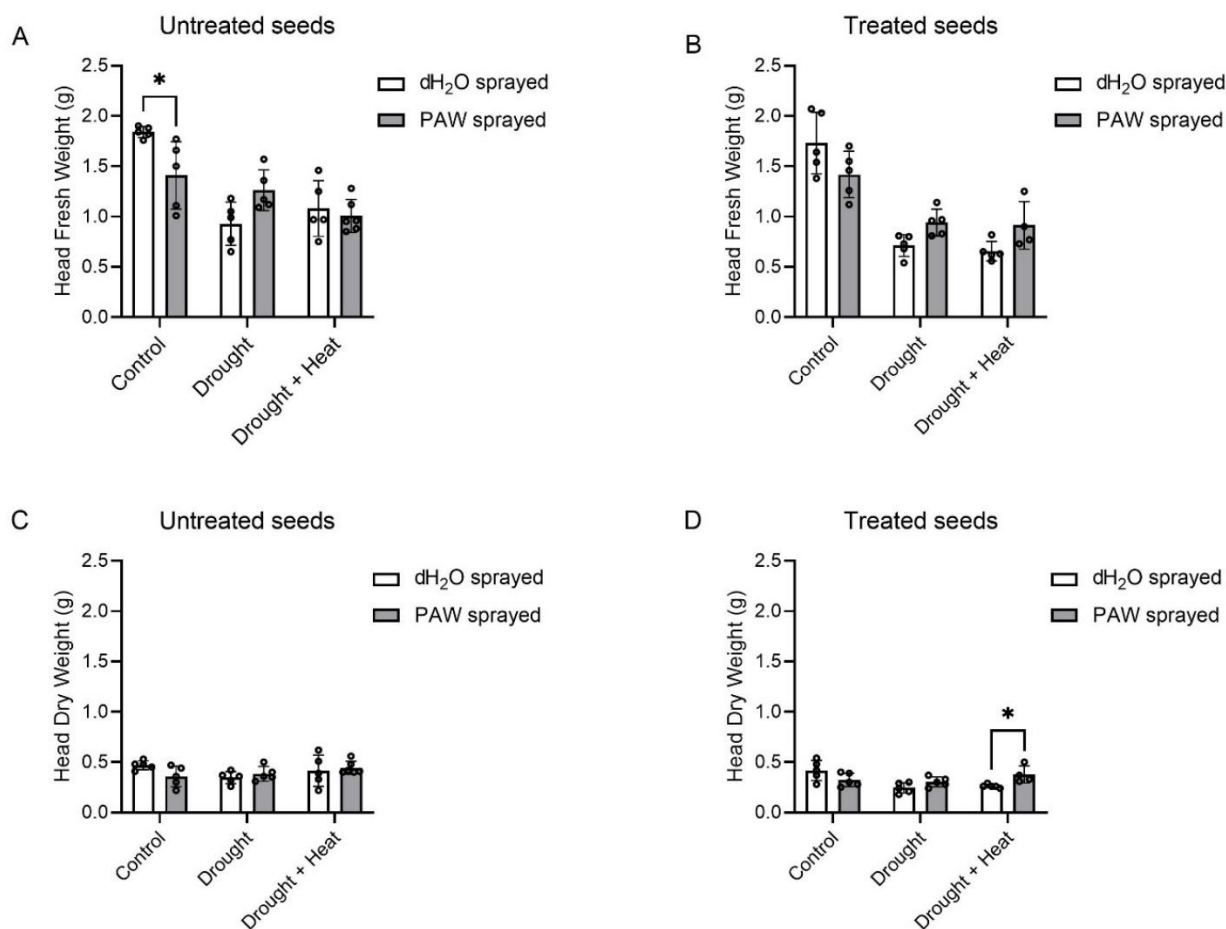 A
Untreated seeds
Head Fresh Weight (g)
2.5
2.0
1.5
1.0
0.5
0.0
*
dH₂O sprayed
PAW sprayed
Control
Drought
Drought + Heat
B
Treated seeds
Head Fresh Weight (g)
2.5
2.0
1.5
1.0
0.5
0.0
dH₂O sprayed
PAW sprayed
Control
Drought
Drought + Heat
C
Untreated seeds
Head Dry Weight (g)
2.5
2.0
1.5
1.0
0.5
0.0
dH₂O sprayed
PAW sprayed
Control
Drought
Drought + Heat
D
Treated seeds
Head Dry Weight (g)
2.5
2.0
1.5
1.0
0.5
0.0
*
dH₂O sprayed
PAW sprayed
Control
Drought
Drought + Heat